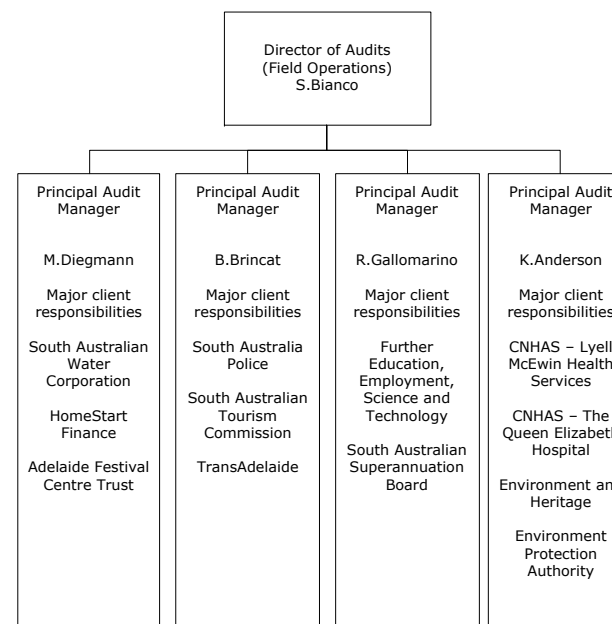 Director of Audits
(Field Operations)
S.Bianco
Principal Audit
Manager
M.Diegmann
Major client
responsibilities
South Australian
Water
Corporation
HomeStart
Finance
Adelaide Festival
Centre Trust
Principal Audit
Manager
B.Brincat
Major client
responsibilities
South Australia
Police
South Australian
Tourism
Commission
TransAdelaide
Principal Audit
Manager
R.Gallomarino
Major client
responsibilities
Further
Education,
Employment,
Science and
Technology
South Australian
Superannuation
Board
Principal Audit
Manager
K.Anderson
Major client
responsibilities
CNHAS – Lyell
McEwin Health
Services
CNHAS – The
Queen Elizabeth
Hospital
Environment an
Heritage
Environment
Protection
Authority